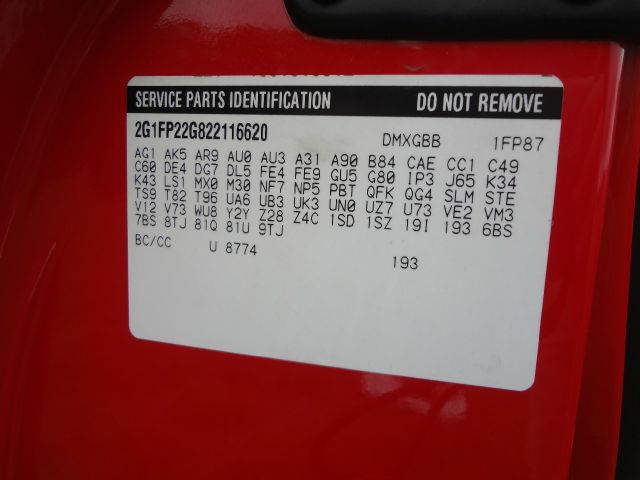 SERVICE PARTS IDENTIFICATION DO NOT REMOVE
2G1FP22G822116620 DMXGBB 1FP87
AG1 AK5 AR9 AU0 AU3 A31 A90 B84 CAE CC1 C49
C60 DE4 DG7 DL5 FE4 FE9 GU5 G80 IP3 J65 K34
K43 LS1 MX0 M30 NF7 NP5 PBT QFK QG4 SLM STE
TS9 T82 T96 UA6 UB3 UK3 UN0 UZ7 U73 VE2 VM3
V12 V73 WU8 Y2Y Z28 Z4C 1SD 1SZ 19I 193 6BS
7BS 8TJ 81Q 81U 9TJ
BC/CC U 8774
193